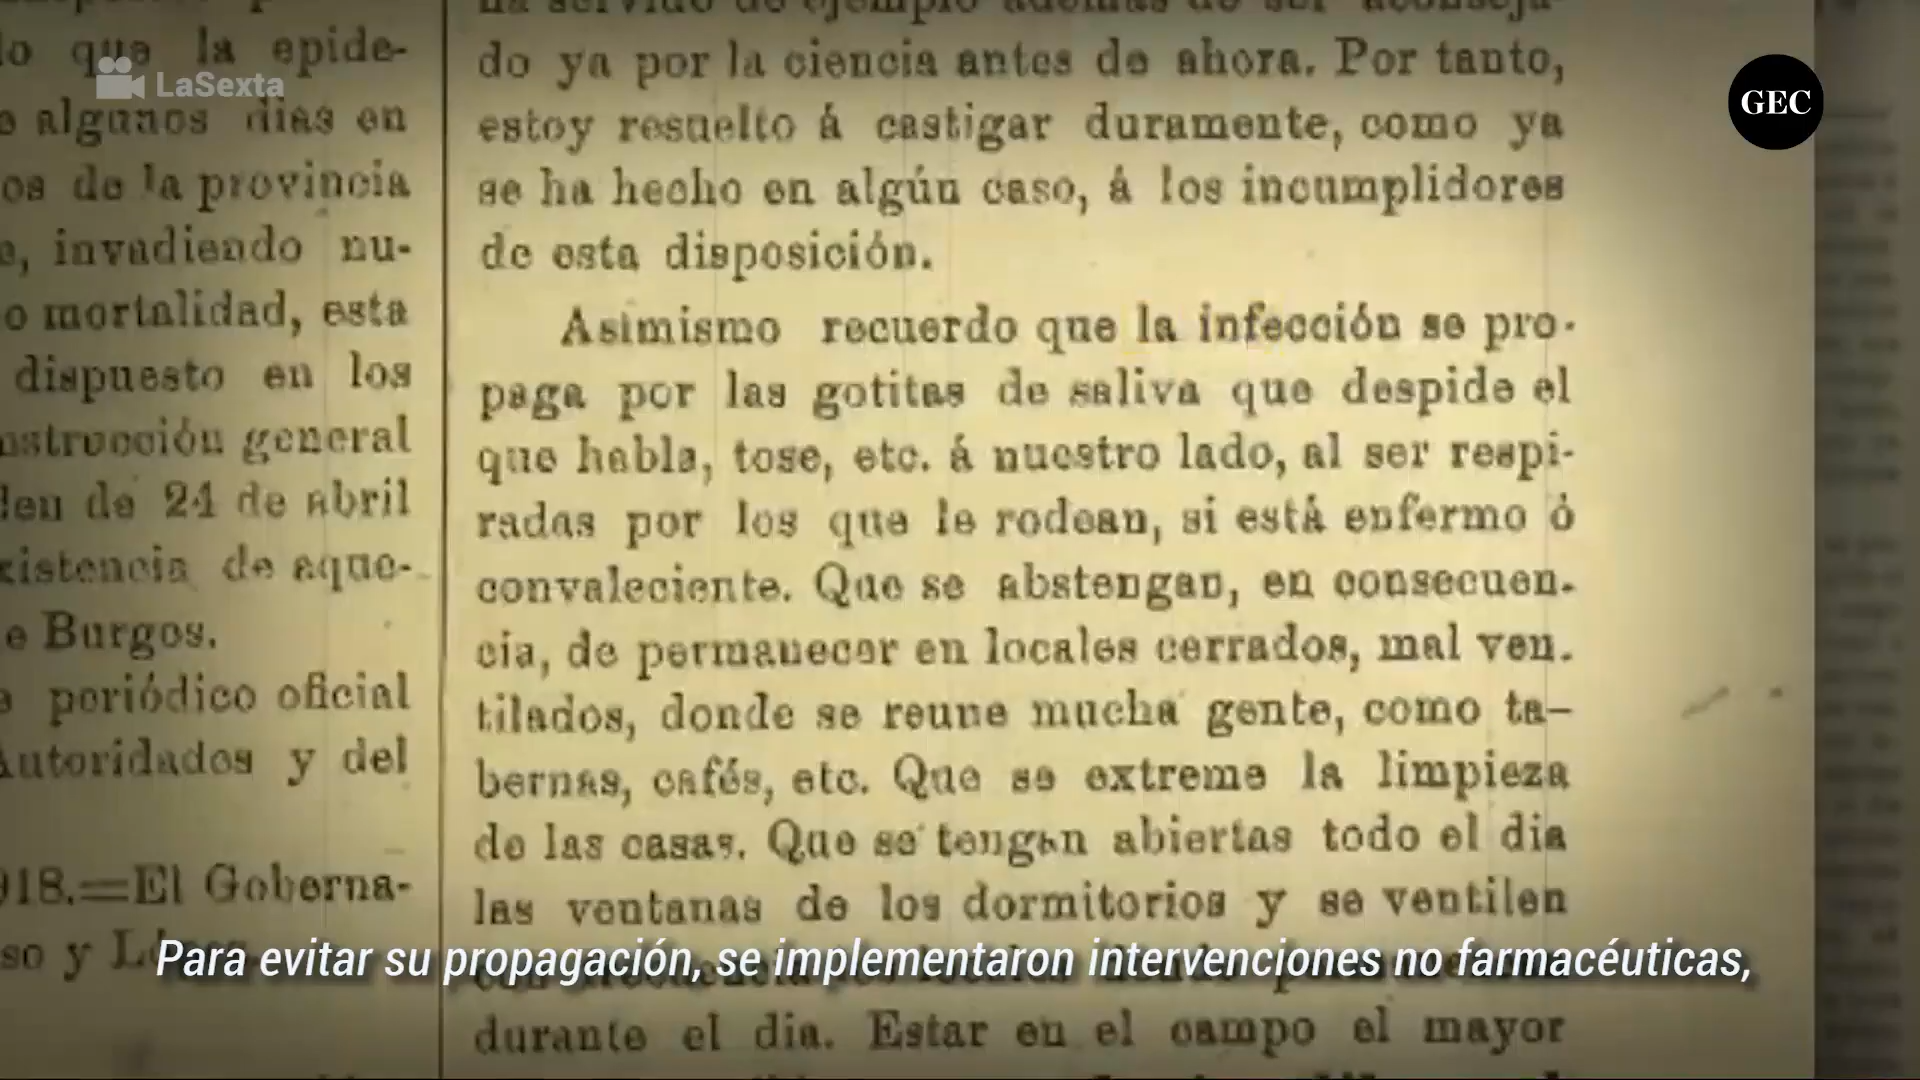 lo que la epide-
algunos dias en
os de la provincia
e, invadiendo nu-
o mortalidad, esta
dispuesto en los
nstrucción general
den de 24 de abril
xistencia de aque-
e Burgos.
periódico oficial
Autoridades y del
918.=El Goberna-
so y
do ya por la ciencia antes de ahora. Por tanto,
estoy resuelto á castigar duramente, como ya
se ha hecho en algún caso, á los incumplidores
de esta disposición.
Asimismo recuerdo que la infección se pro-
paga por las gotitas de saliva que despide el
que habla, tose, etc. á nuestro lado, al ser respi-
radas por los que le rodean, si está enfermo ó
convaleciente. Que se abstengan, en consecuen-
cia, de permanecer en locales cerrados, mal ven-
tilados, donde se reune mucha gente, como ta-
bernas, cafés, etc. Que se extreme la limpieza
de las casas. Que se tengan abiertas todo el dia
las ventanas de los dormitorios y se ventilen
durante el dia. Estar en el campo el mayor
LaSexta
GEC
Para evitar su propagación, se implementaron intervenciones no farmacéuticas,